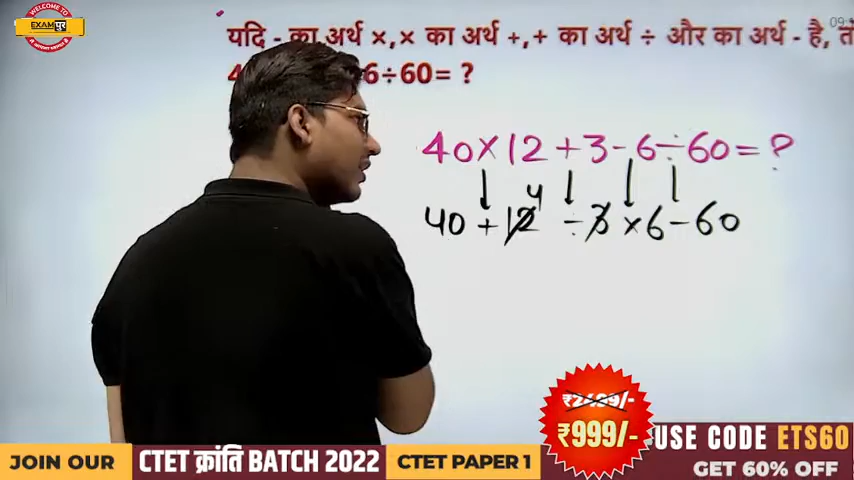 WELCOME TO
EXAMपुर
09:
यदि - का अर्थ ×,× का अर्थ +,+ का अर्थ ÷ और का अर्थ - है, त
4 6÷60= ?
40×12+3-6÷60=?
4
40+12÷3×6-60
₹2499/-
₹999/-
USE CODE ETS60
GET 60% OFF
JOIN OUR CTET क्रांति BATCH 2022 CTET PAPER 1